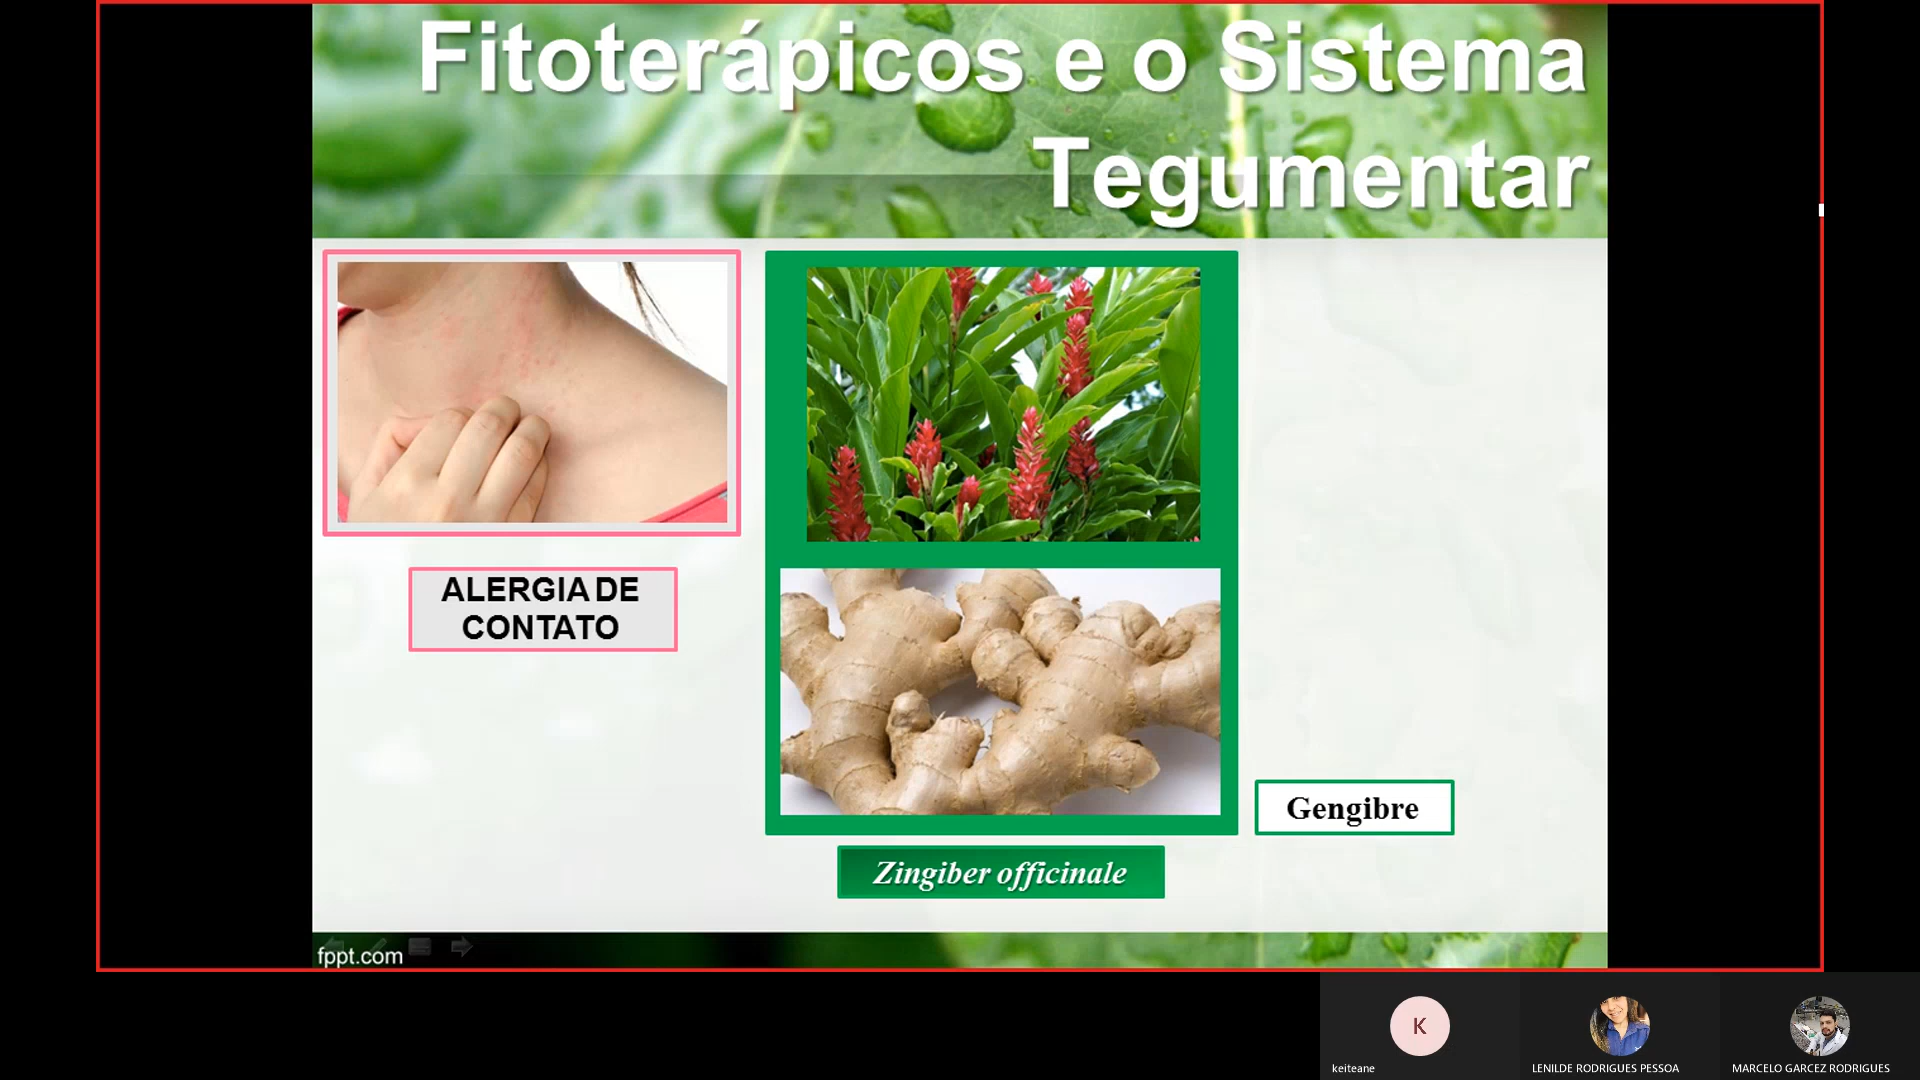 Fitoterápicos e o Sistema
Tegumentar
ALERGIA DE
CONTATO
Gengibre
Zingiber officinale
fppt.com
K
keiteane
LENILDE RODRIGUES PESSOA
MARCELO GARCEZ RODRIGUES